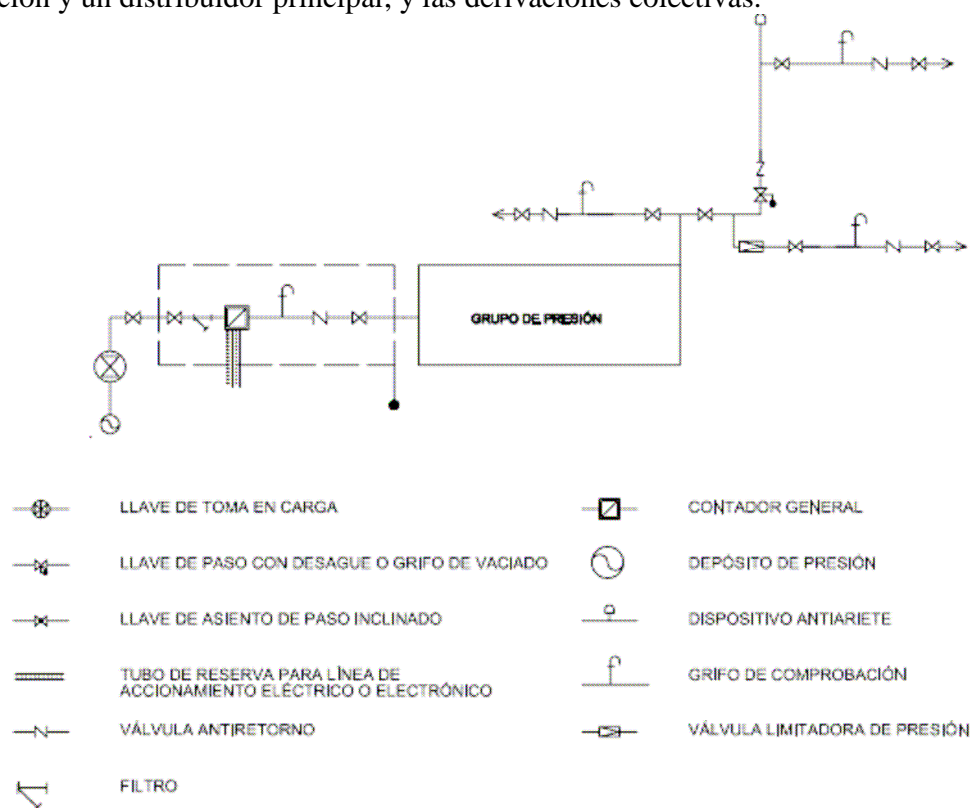 ción y un distribuidor principal, y las derivaciones colectivas.
GRUPO DE PRESIÓN
LLAVE DE TOMA EN CARGA
LLAVE DE PASO CON DESAGUE O GRIFO DE VACIADO
LLAVE DE ASIENTO DE PASO INCLINADO
TUBO DE RESERVA PARA LÍNEA DE
ACCIONAMIENTO ELÉCTRICO O ELECTRÓNICO
VÁLVULA ANTIRETORNO
FILTRO
CONTADOR GENERAL
DEPÓSITO DE PRESIÓN
DISPOSITIVO ANTIARIETE
GRIFO DE COMPROBACIÓN
VÁLVULA LIMITADORA DE PRESIÓN